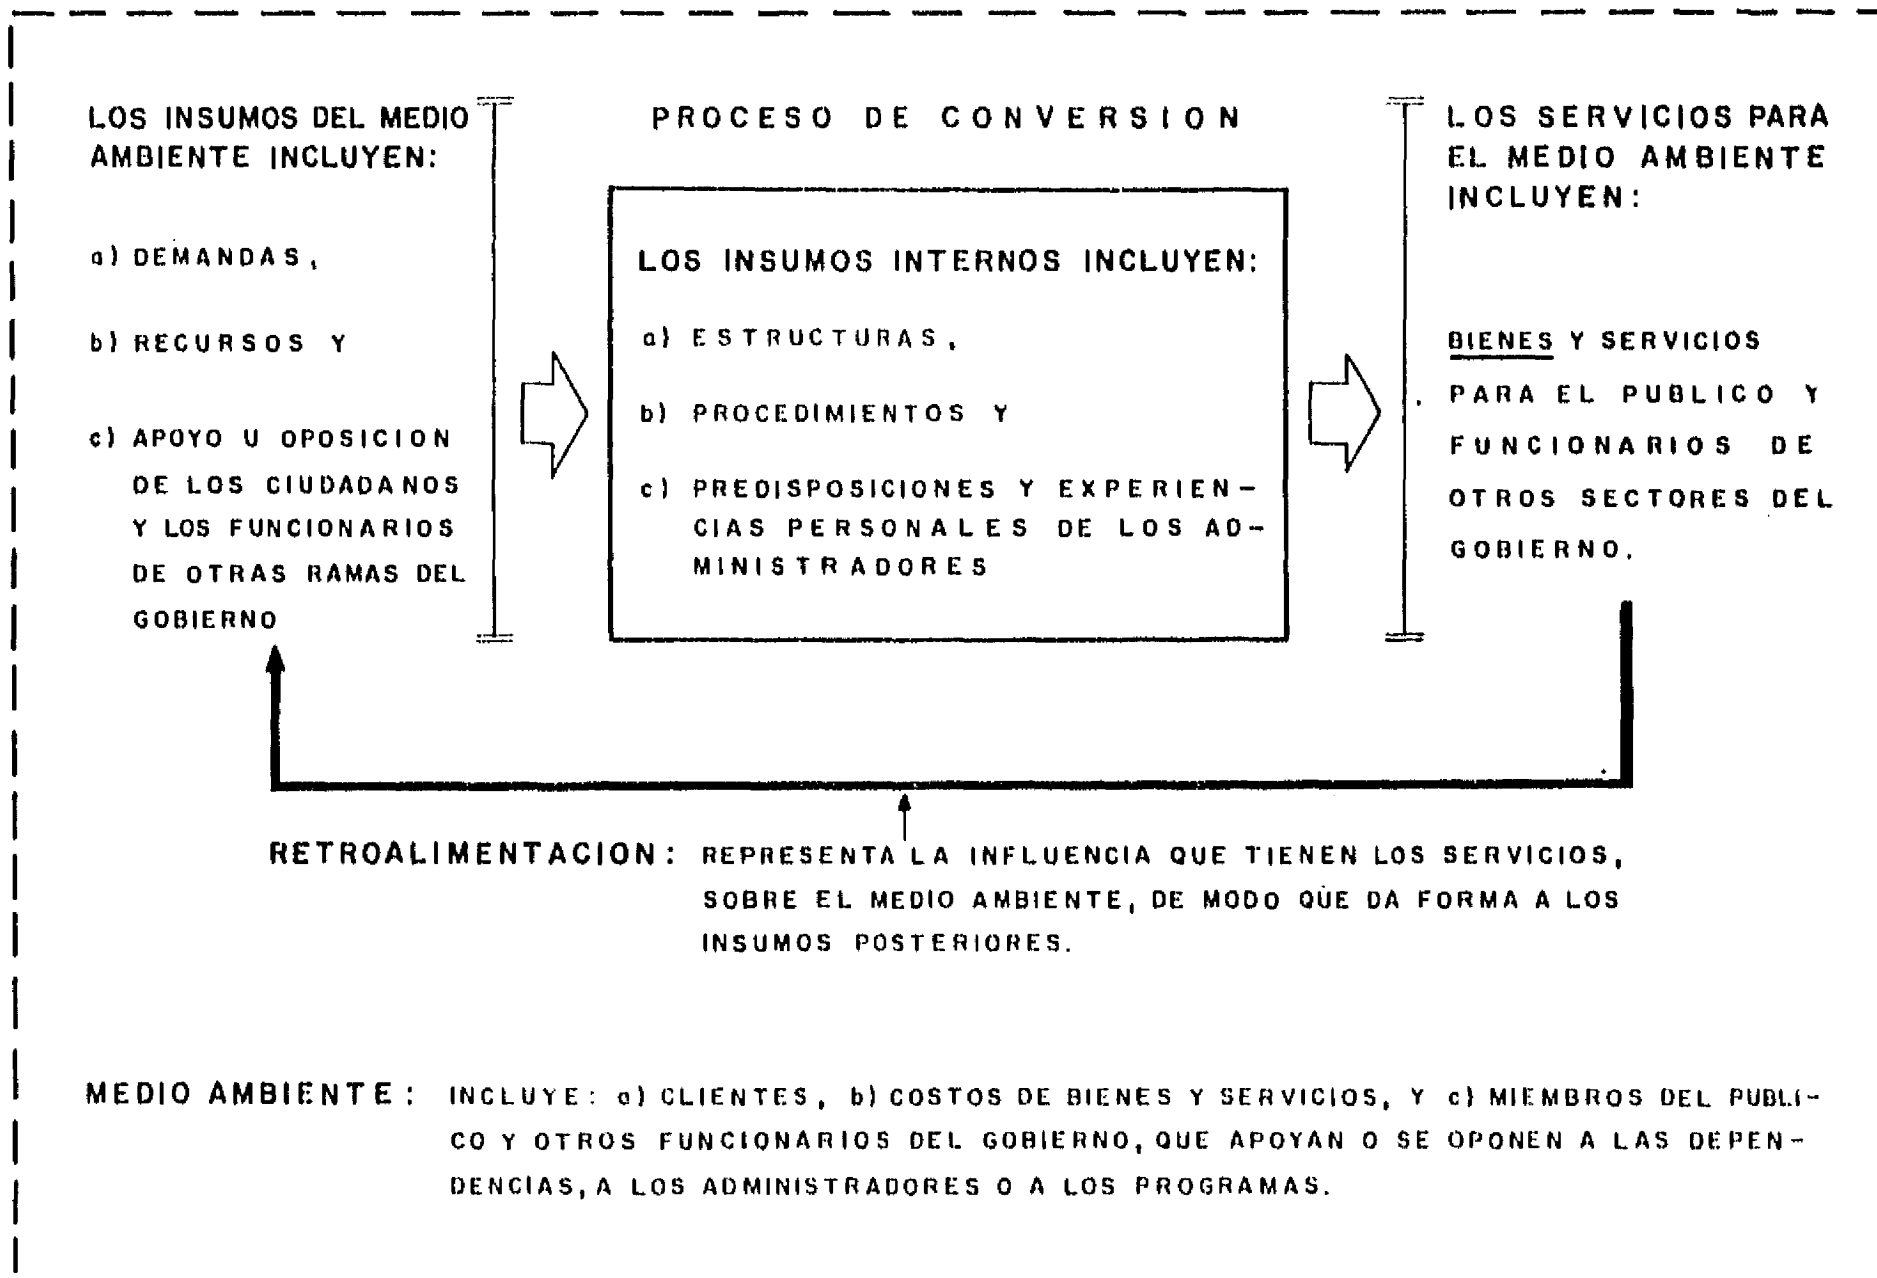 LOS INSUMOS DEL MEDIO
AMBIENTE INCLUYEN:
a) DEMANDAS,
b) RECURSOS Y
c) APOYO U OPOSICION
DE LOS CIUDADANOS
Y LOS FUNCIONARIOS
DE OTRAS RAMAS DEL
GOBIERNO
PROCESO DE CONVERSION
LOS INSUMOS INTERNOS INCLUYEN:
a) ESTRUCTURAS,
b) PROCEDIMIENTOS Y
c) PREDISPOSICIONES Y EXPERIEN-
CIAS PERSONALES DE LOS AD-
MINISTRADORES
LOS SERVICIOS PARA
EL MEDIO AMBIENTE
INCLUYEN:
BIENES Y SERVICIOS
PARA EL PUBLICO Y
FUNCIONARIOS DE
OTROS SECTORES DEL
GOBIERNO.
RETROALIMENTACION: REPRESENTA LA INFLUENCIA QUE TIENEN LOS SERVICIOS,
SOBRE EL MEDIO AMBIENTE, DE MODO QUE DA FORMA A LOS
INSUMOS POSTERIORES.
MEDIO AMBIENTE: INCLUYE: a) CLIENTES, b) COSTOS DE BIENES Y SERVICIOS, Y c) MIEMBROS DEL PUBLI-
CO Y OTROS FUNCIONARIOS DEL GOBIERNO, QUE APOYAN O SE OPONEN A LAS DEPEN-
DENCIAS, A LOS ADMINISTRADORES O A LOS PROGRAMAS.